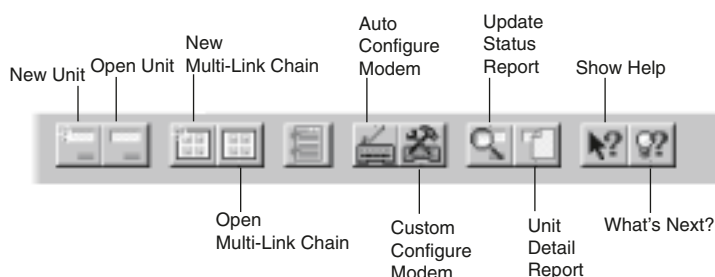 New Unit
Open Unit
New
Multi-Link Chain
Auto
Configure
Modem
Update
Status
Report
Show Help
Open
Multi-Link Chain
Custom
Configure
Modem
Unit
Detail
Report
What's Next?